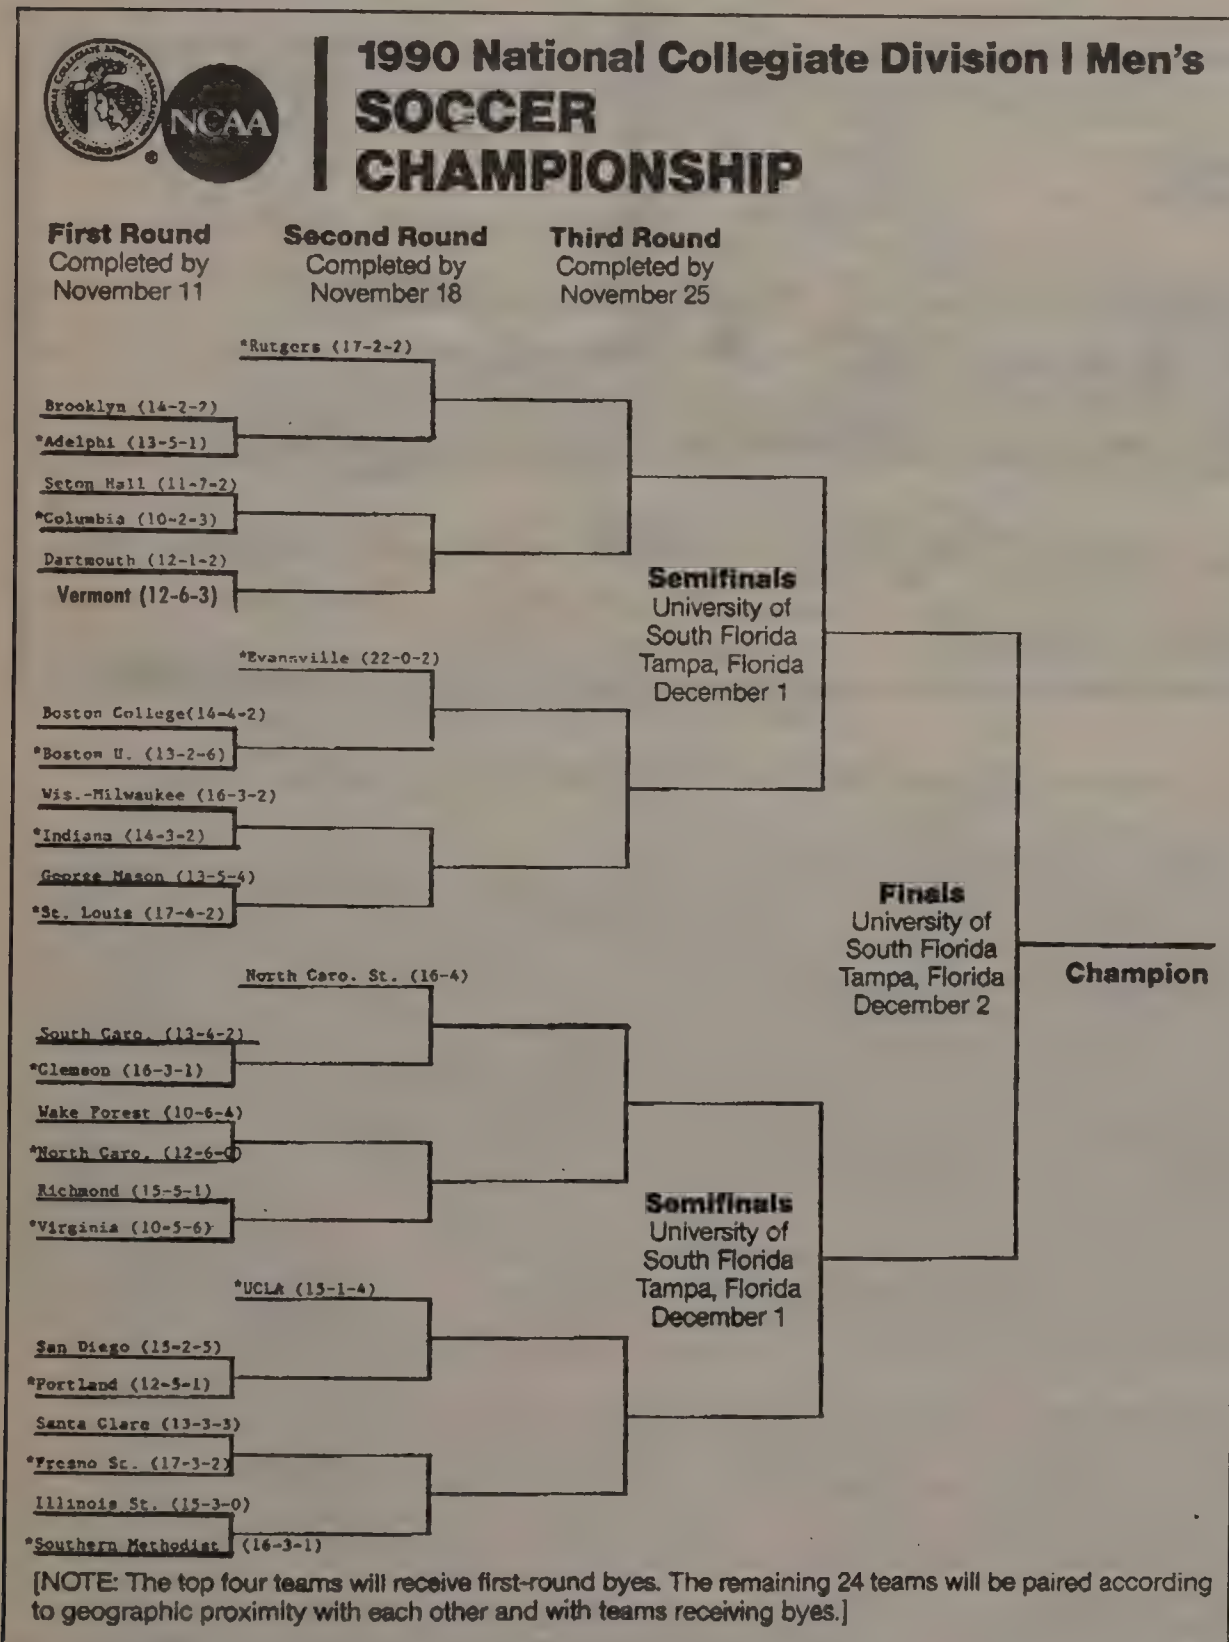 NATIONAL COLLEGIATE ATHLETIC ASSOCIATION
FOUNDED 1906
®
NCAA
1990 National Collegiate Division I Men's
SOCCER
CHAMPIONSHIP
First Round
Completed by
November 11
Second Round
Completed by
November 18
Third Round
Completed by
November 25
*Rutgers (17-2-2)
Brooklyn (14-2-2)
*Adelphi (13-5-1)
Seton Hall (11-7-2)
*Columbia (10-2-3)
Dartmouth (12-1-2)
Vermont (12-6-3)
Semifinals
University of
South Florida
Tampa, Florida
December 1
*Evansville (22-0-2)
Boston College(14-4-2)
*Boston U. (13-2-6)
Wis.-Milwaukee (16-3-2)
*Indiana (14-3-2)
George Mason (13-5-4)
*St. Louis (17-4-2)
Finals
University of
South Florida
Tampa, Florida
December 2
Champion
North Caro. St. (16-4)
South Caro. (13-4-2)
*Clemson (16-3-1)
Wake Forest (10-6-4)
*North Caro. (12-6-0)
Richmond (15-5-1)
*Virginia (10-5-6)
Semifinals
University of
South Florida
Tampa, Florida
December 1
*UCLA (15-1-4)
San Diego (15-2-5)
*Portland (12-5-1)
Santa Clara (13-3-3)
*Fresno St. (17-3-2)
Illinois St. (15-3-0)
*Southern Methodist (16-3-1)
[NOTE: The top four teams will receive first-round byes. The remaining 24 teams will be paired according
to geographic proximity with each other and with teams receiving byes.]